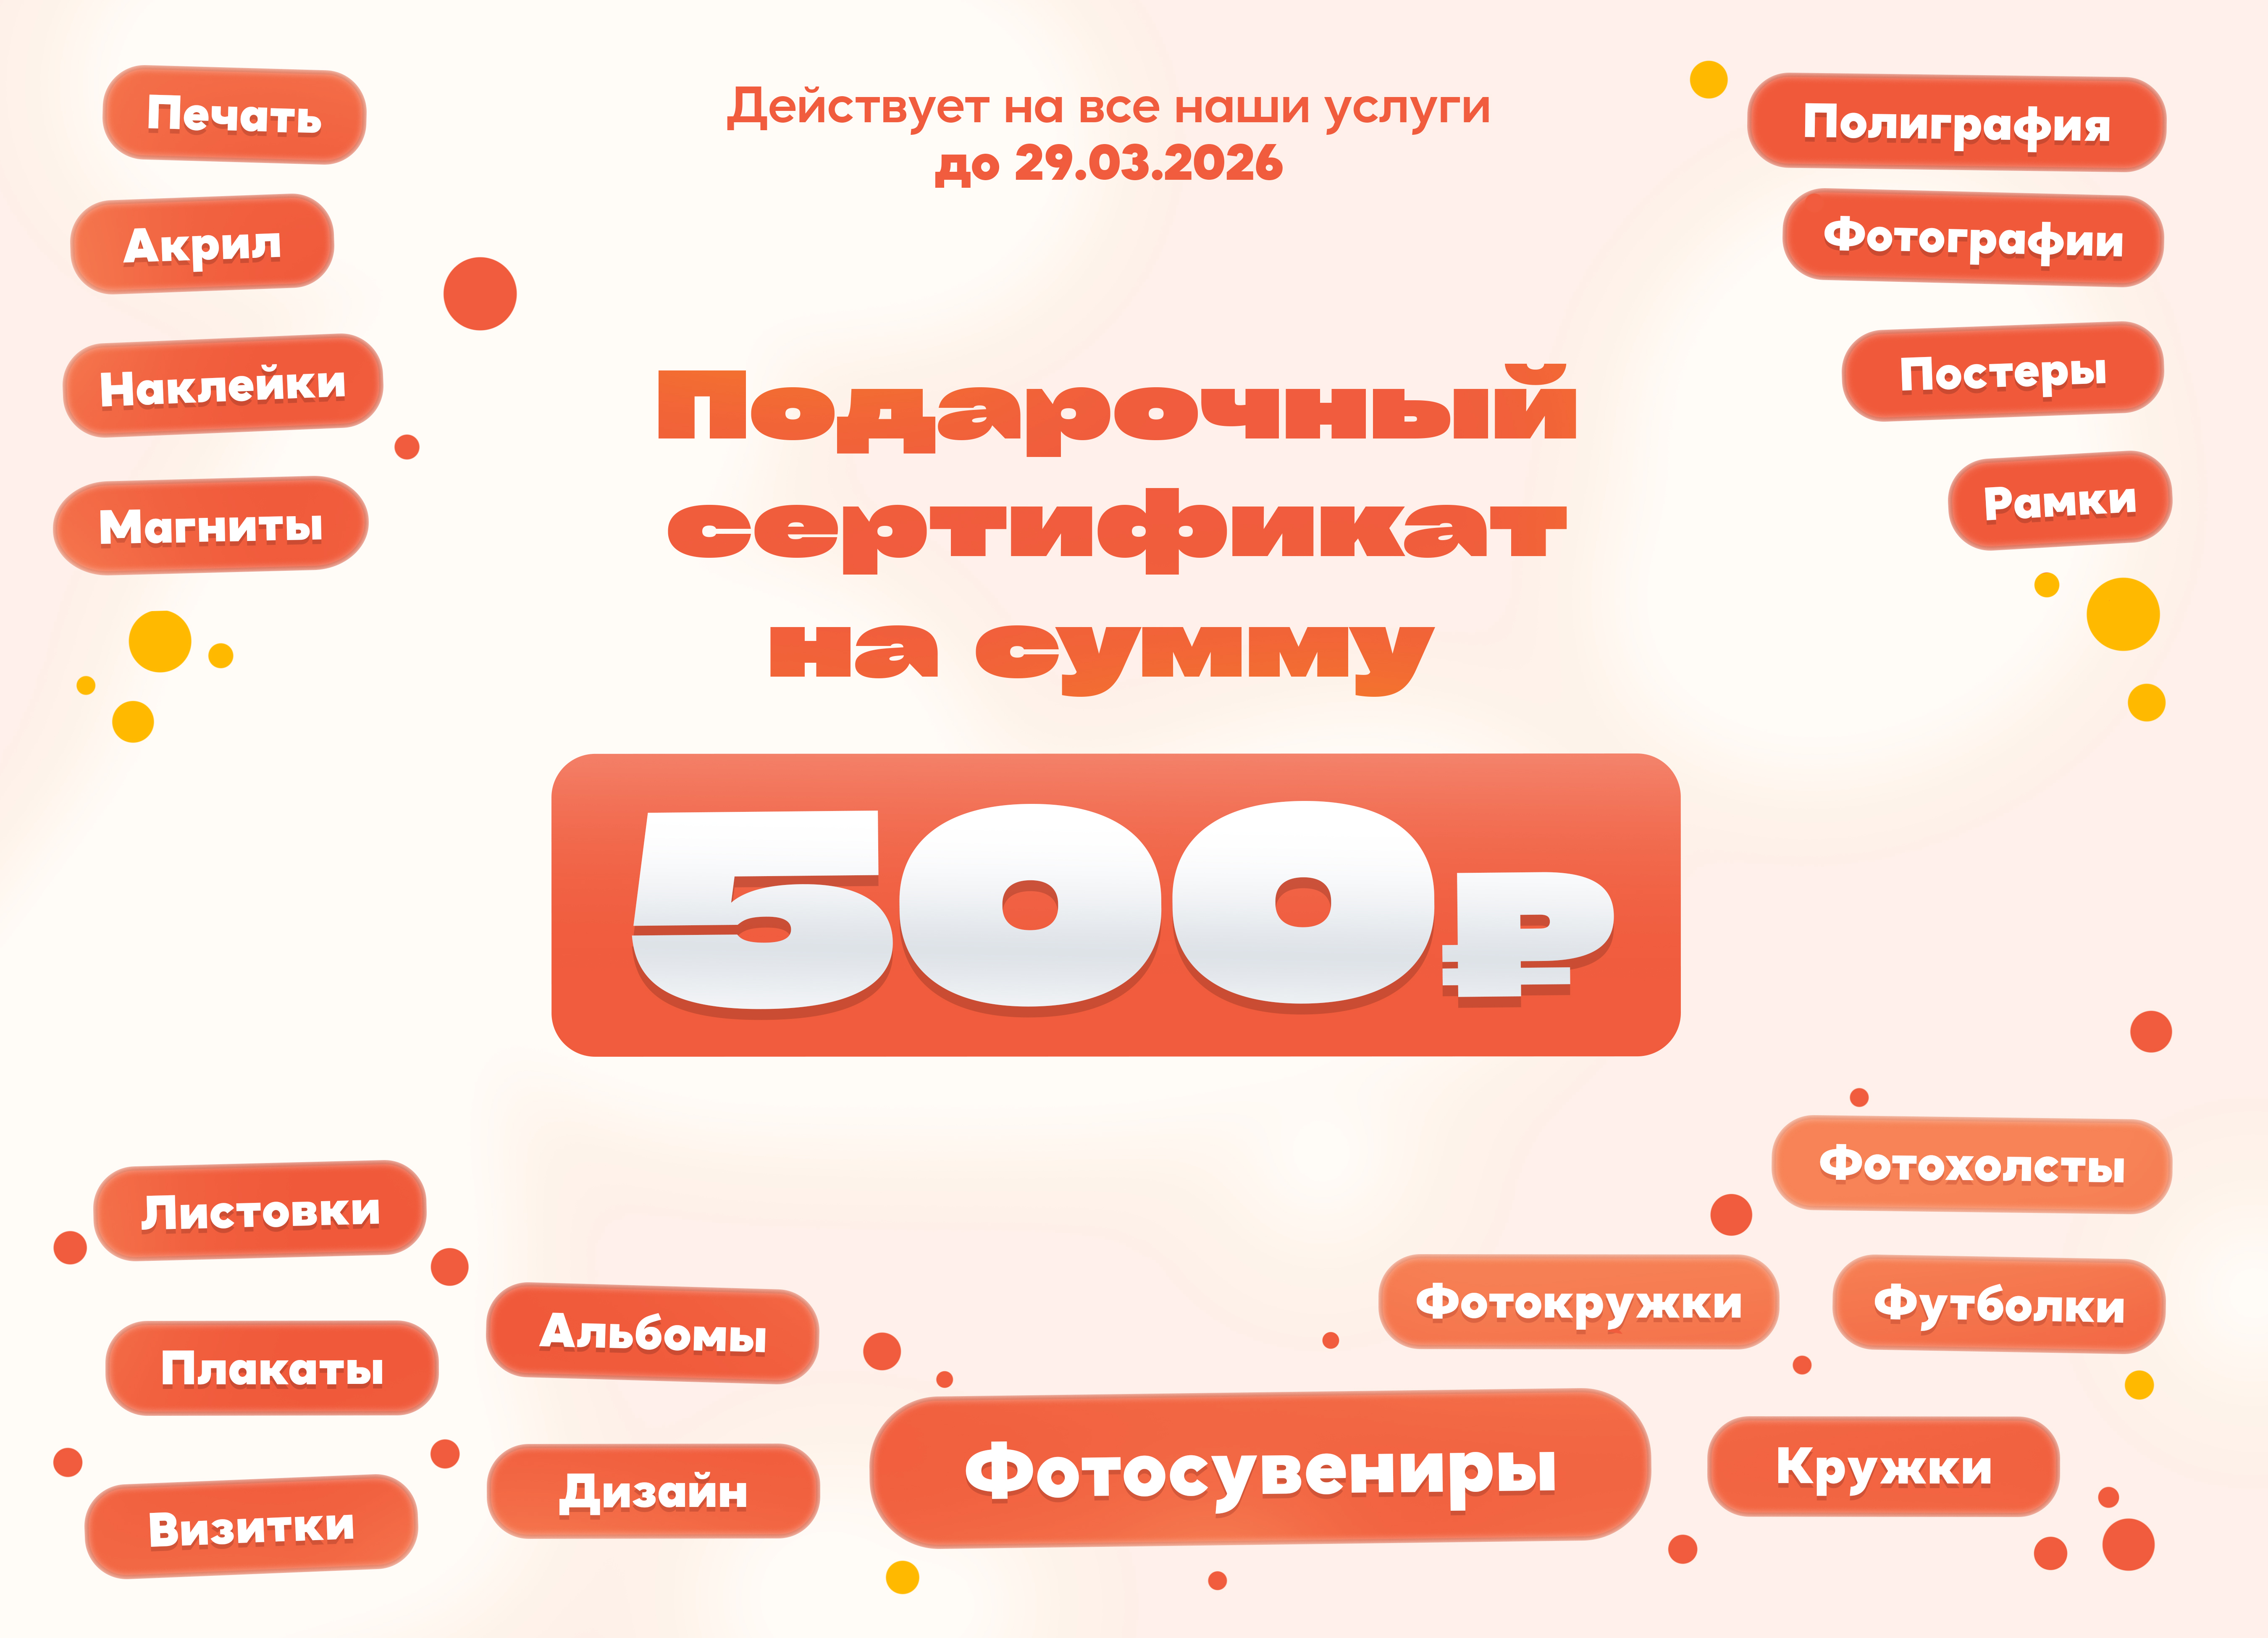 Действует на все наши услуги
до 29.03.2026
Печать
Акрил
Наклейки
Магниты
Полиграфия
Фотографии
Постеры
Рамки
Подарочный
сертификат
на сумму
500₽
Листовки
Плакаты
Визитки
Альбомы
Дизайн
Фотосувениры
Фотохолсты
Фотокружки
Футболки
Кружки